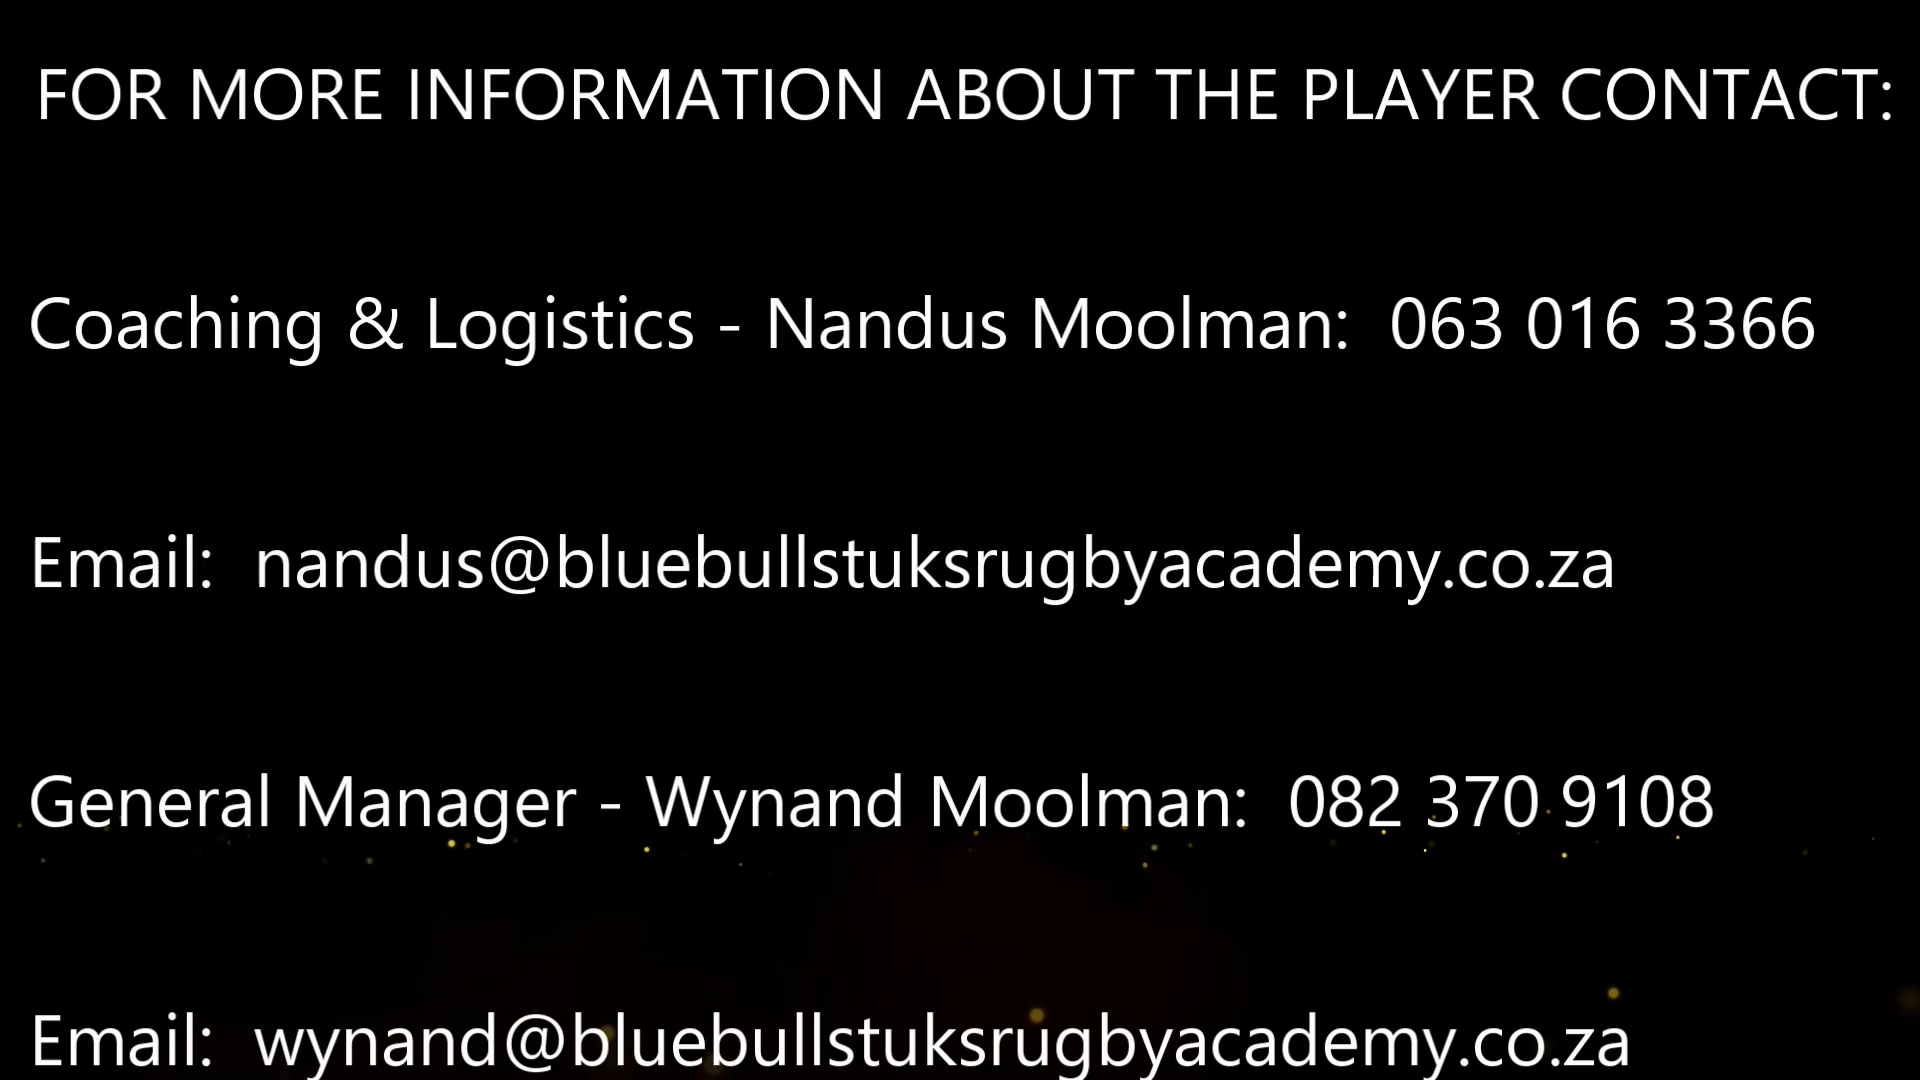 FOR MORE INFORMATION ABOUT THE PLAYER CONTACT:
Coaching & Logistics - Nandus Moolman:  063 016 3366
Email:  nandus@bluebullstuksrugbyacademy.co.za
General Manager - Wynand Moolman:  082 370 9108
Email:  wynand@bluebullstuksrugbyacademy.co.za